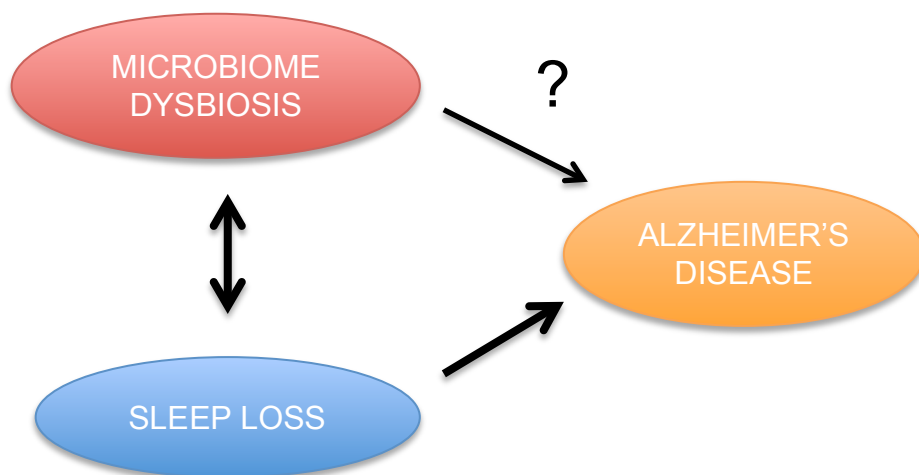 MICROBIOME
DYSBIOSIS
?
ALZHEIMER’S
DISEASE
SLEEP LOSS